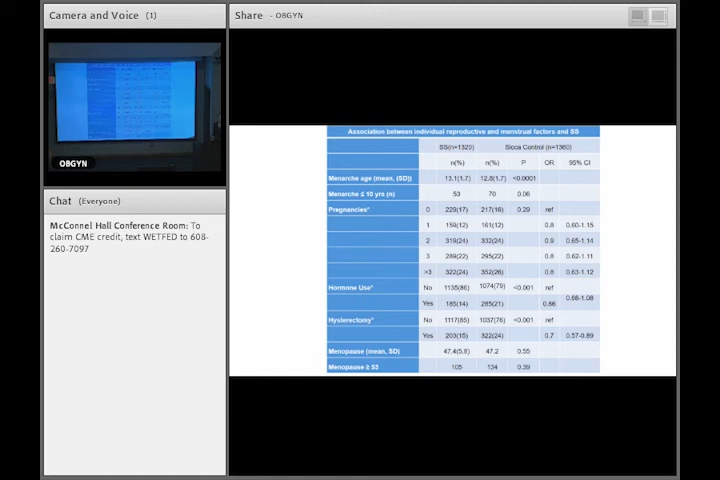 Camera and Voice (1)
OBGYN
Chat (Everyone)
McConnel Hall Conference Room: To
claim CME credit, text WETFED to 608-
260-7097
Share - OBGYN
Association between individual reproductive and menstrual factors and SS
SS(n=1320) Sicca Control (n=1360)
n(%) n(%) P OR 95% CI
Menarche age (mean, (SD)) 13.1(1.7) 12.8(1.7) <0.0001
Menarche ≤ 10 yrs (n) 53 70 0.06
Pregnancies* 0 229(17) 217(16) 0.29 ref
1 159(12) 161(12) 0.8 0.60-1.15
2 319(24) 332(24) 0.9 0.65-1.14
3 289(22) 295(22) 0.8 0.62-1.11
>3 322(24) 352(26) 0.8 0.63-1.12
Hormone Use* No 1135(86) 1074(79) <0.001 ref
Yes 185(14) 285(21) 0.86 0.68-1.08
Hysterectomy* No 1117(85) 1037(76) <0.001 ref
Yes 203(15) 322(24) 0.7 0.57-0.89
Menopause (mean, SD) 47.4(5.8) 47.2 0.55
Menopause ≥ 53 105 134 0.39